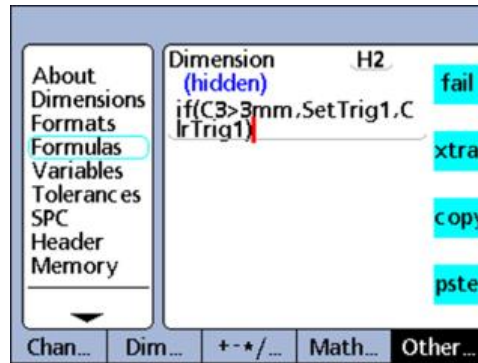 About
Dimensions
Formats
Formulas
Variables
Tolerances
SPC
Header
Memory
Dimension H2
(hidden)
if(C3>3mm,SetTrig1,C
lrTrig1)
fail
xtra
copy
pste
Chan... Dim... +-*/... Math... Other...